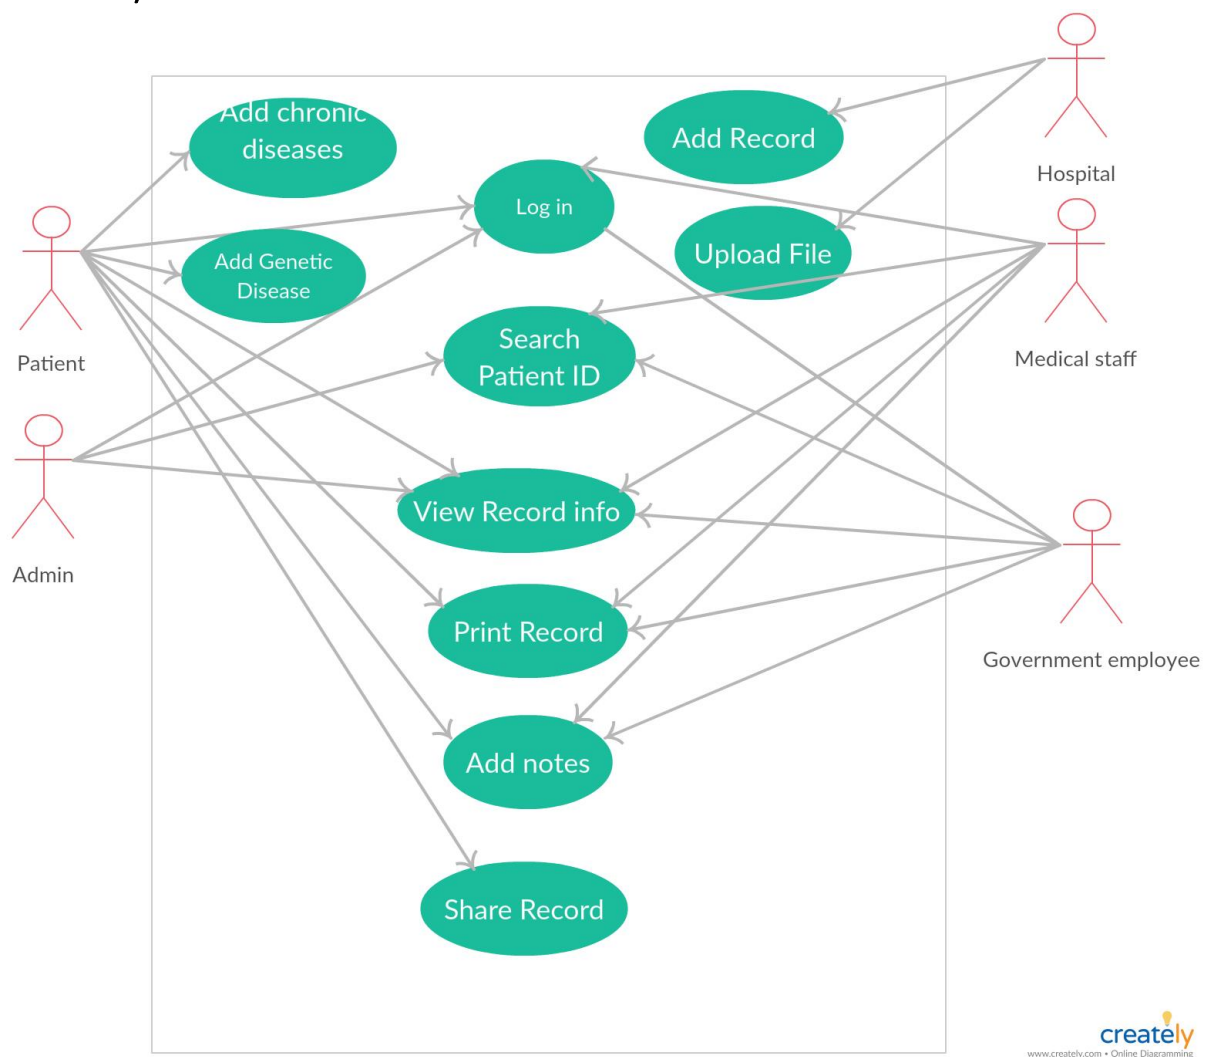 Hospital
Add chronic
diseases
Add Record
Log in
Upload File
Add Genetic
Disease
Patient
Medical staff
Search
Patient ID
View Record info
Admin
Print Record
Government employee
Add notes
Share Record
creately
www.creately.com • Online Diagramming